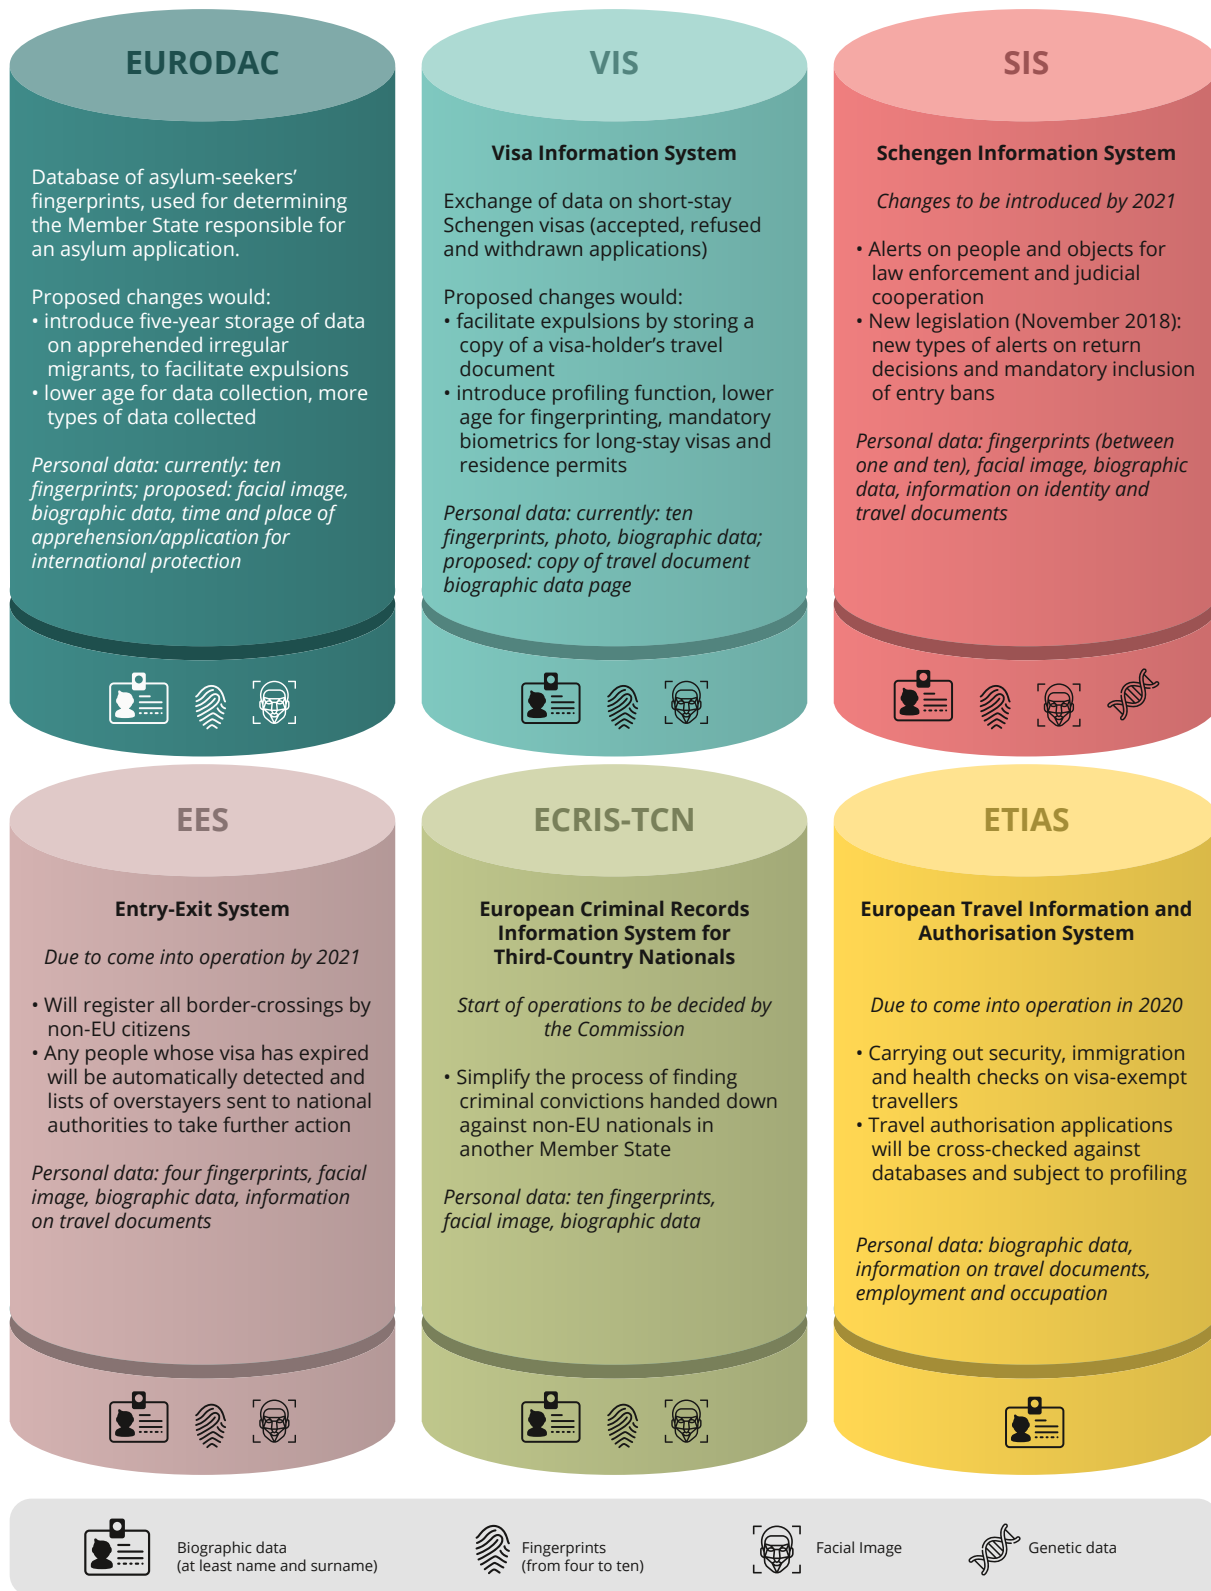 EURODAC
Database of asylum-seekers’
fingerprints, used for determining
the Member State responsible for
an asylum application.
Proposed changes would:
• introduce five-year storage of data
on apprehended irregular
migrants, to facilitate expulsions
• lower age for data collection, more
types of data collected
Personal data: currently: ten
fingerprints; proposed: facial image,
biographic data, time and place of
apprehension/application for
international protection
VIS
Visa Information System
Exchange of data on short-stay
Schengen visas (accepted, refused
and withdrawn applications)
Proposed changes would:
• facilitate expulsions by storing a
copy of a visa-holder’s travel
document
• introduce profiling function, lower
age for fingerprinting, mandatory
biometrics for long-stay visas and
residence permits
Personal data: currently: ten
fingerprints, photo, biographic data;
proposed: copy of travel document
biographic data page
SIS
Schengen Information System
Changes to be introduced by 2021
• Alerts on people and objects for
law enforcement and judicial
cooperation
• New legislation (November 2018):
new types of alerts on return
decisions and mandatory inclusion
of entry bans
Personal data: fingerprints (between
one and ten), facial image, biographic
data, information on identity and
travel documents
EES
Entry-Exit System
Due to come into operation by 2021
• Will register all border-crossings by
non-EU citizens
• Any people whose visa has expired
will be automatically detected and
lists of overstayers sent to national
authorities to take further action
Personal data: four fingerprints, facial
image, biographic data, information
on travel documents
ECRIS-TCN
European Criminal Records
Information System for
Third-Country Nationals
Start of operations to be decided by
the Commission
• Simplify the process of finding
criminal convictions handed down
against non-EU nationals in
another Member State
Personal data: ten fingerprints,
facial image, biographic data
ETIAS
European Travel Information and
Authorisation System
Due to come into operation in 2020
• Carrying out security, immigration
and health checks on visa-exempt
travellers
• Travel authorisation applications
will be cross-checked against
databases and subject to profiling
Personal data: biographic data,
information on travel documents,
employment and occupation
Biographic data
(at least name and surname)
Fingerprints
(from four to ten)
Facial Image
Genetic data